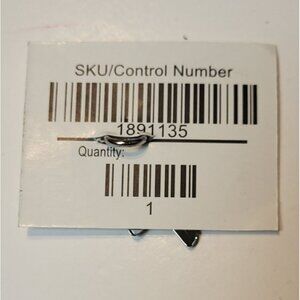 SKU/Control Number
1891135
Quantity:
1